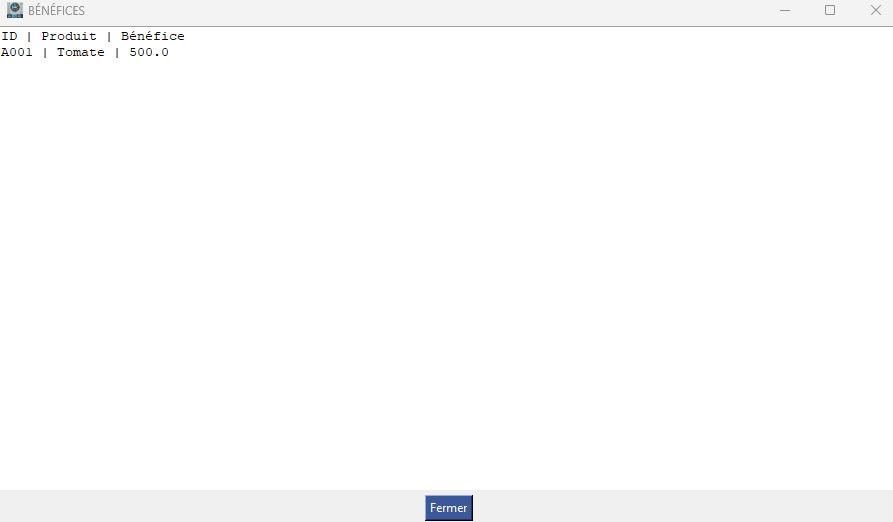 BÉNÉFICES
ID | Produit | Bénéfice
A001 | Tomate | 500.0
Fermer